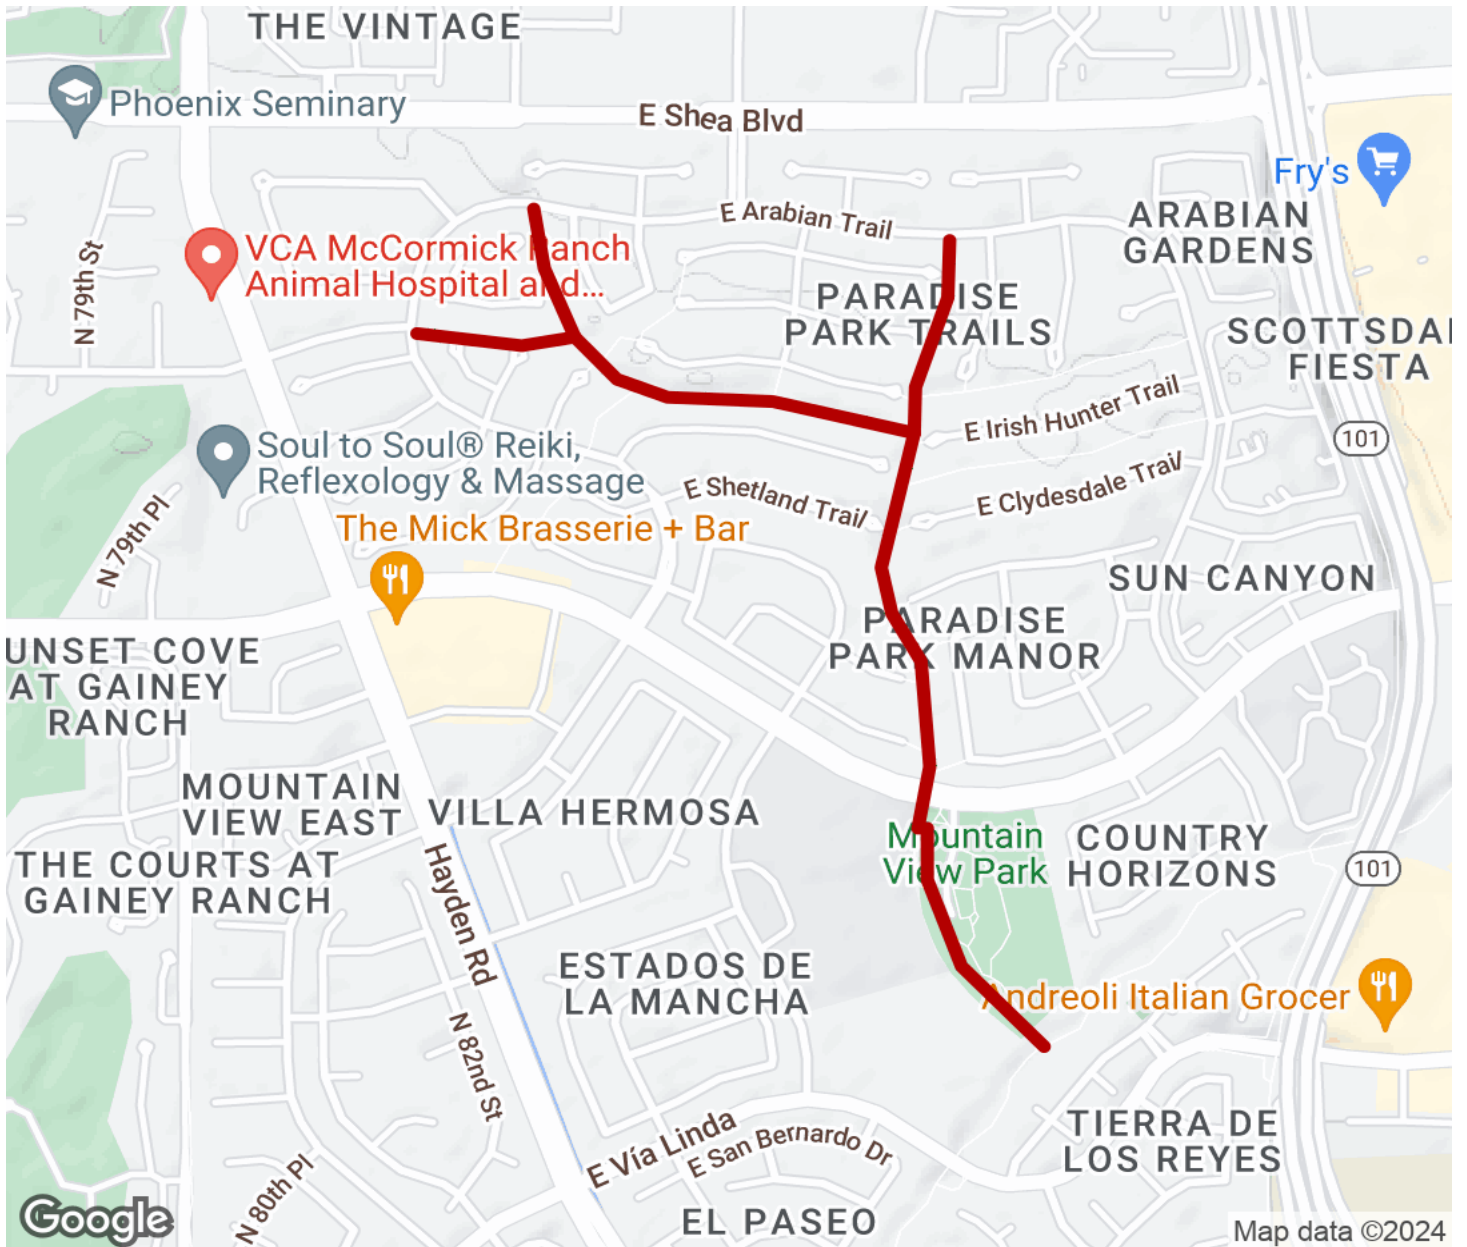 THE VINTAGE
Phoenix Seminary
E Shea Blvd
Fry's
E Arabian Trail
ARABIAN
GARDENS
N 79th St
VCA McCormick Ranch
Animal Hospital and...
PARADISE
PARK TRAILS
SCOTTSDAL
FIESTA
E Irish Hunter Trail
101
Soul to Soul® Reiki,
Reflexology & Massage
E Shetland Trail
E Clydesdale Trail
N 79th Pl
The Mick Brasserie + Bar
SUN CANYON
PARADISE
PARK MANOR
UNSET COVE
AT GAINEY
RANCH
MOUNTAIN
VIEW EAST
VILLA HERMOSA
Mountain
View Park
COUNTRY
HORIZONS
THE COURTS AT
GAINEY RANCH
101
Hayden Rd
ESTADOS DE
LA MANCHA
Andreoli Italian Grocer
N 82nd St
E Vía Linda
E San Bernardo Dr
TIERRA DE
LOS REYES
N 80th Pl
EL PASEO
Google
Map data ©2024